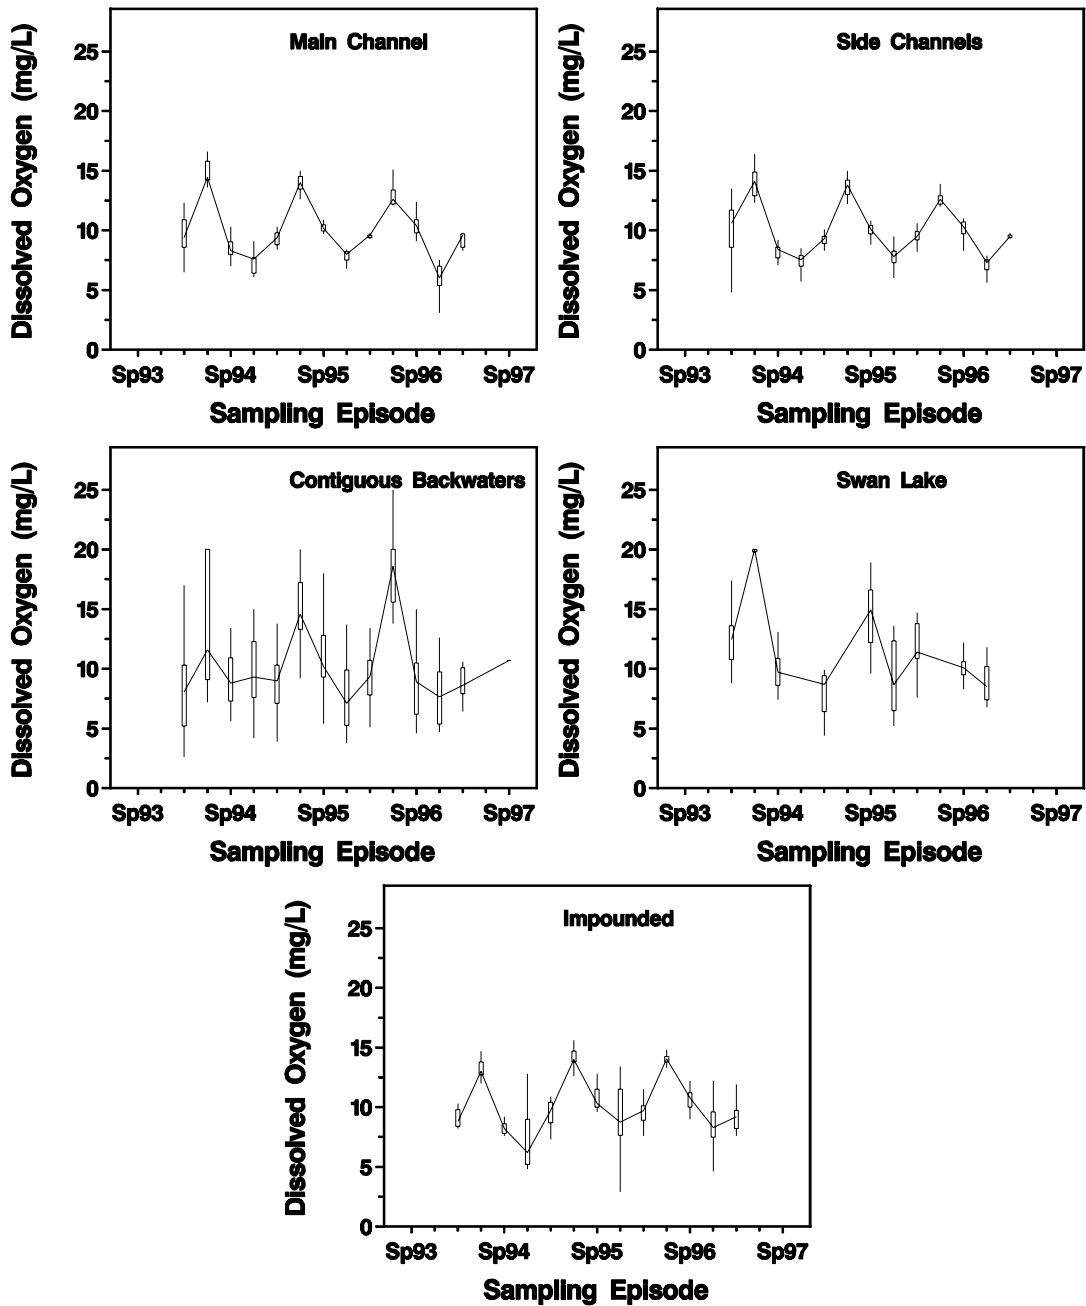 Main Channel
Dissolved Oxygen (mg/L)
25
20
15
10
5
0
Sp93 Sp94 Sp95 Sp96 Sp97
Sampling Episode
Side Channels
Dissolved Oxygen (mg/L)
25
20
15
10
5
0
Sp93 Sp94 Sp95 Sp96 Sp97
Sampling Episode
Contiguous Backwaters
Dissolved Oxygen (mg/L)
25
20
15
10
5
0
Sp93 Sp94 Sp95 Sp96 Sp97
Sampling Episode
Swan Lake
Dissolved Oxygen (mg/L)
25
20
15
10
5
0
Sp93 Sp94 Sp95 Sp96 Sp97
Sampling Episode
Impounded
Dissolved Oxygen (mg/L)
25
20
15
10
5
0
Sp93 Sp94 Sp95 Sp96 Sp97
Sampling Episode